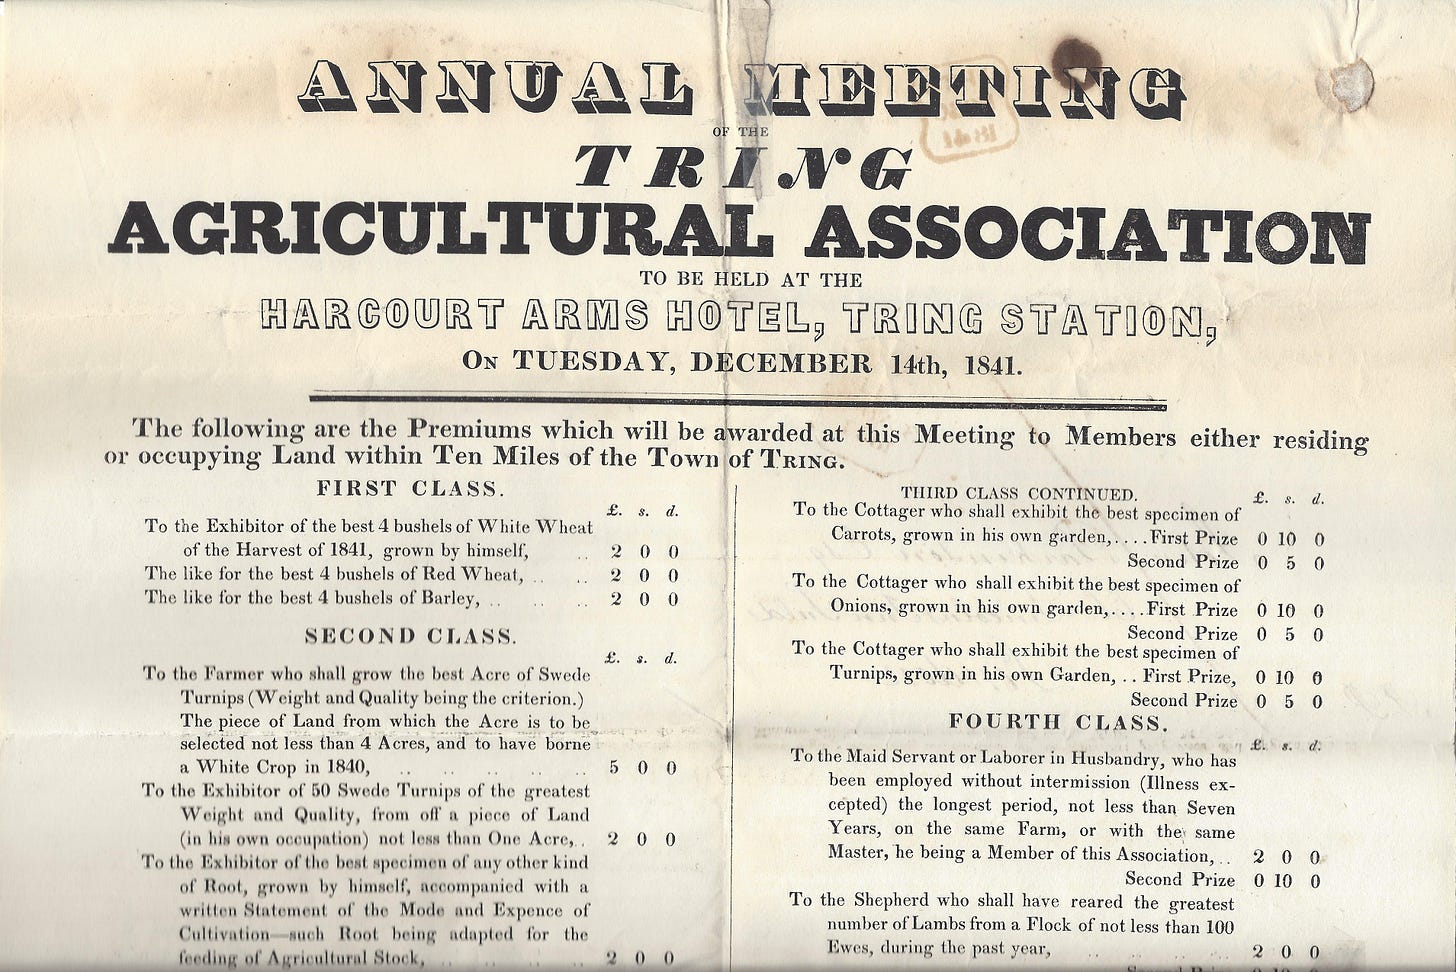 ANNUAL MEETING
OF THE
TRING
AGRICULTURAL ASSOCIATION
TO BE HELD AT THE
HARCOURT ARMS HOTEL, TRING STATION,
ON TUESDAY, DECEMBER 14th, 1841.
The following are the Premiums which will be awarded at this Meeting to Members either residing
or occupying Land within Ten Miles of the Town of TRING.
FIRST CLASS.
£. s. d.
To the Exhibitor of the best 4 bushels of White Wheat
of the Harvest of 1841, grown by himself, .. 2 0 0
The like for the best 4 bushels of Red Wheat, .. .. 2 0 0
The like for the best 4 bushels of Barley, .. .. .. 2 0 0
SECOND CLASS.
£. s. d.
To the Farmer who shall grow the best Acre of Swede
Turnips (Weight and Quality being the criterion.)
The piece of Land from which the Acre is to be
selected not less than 4 Acres, and to have borne
a White Crop in 1840, .. .. .. .. .. 5 0 0
To the Exhibitor of 50 Swede Turnips of the greatest
Weight and Quality, from off a piece of Land
(in his own occupation) not less than One Acre, .. 2 0 0
To the Exhibitor of the best specimen of any other kind
of Root, grown by himself, accompanied with a
written Statement of the Mode and Expence of
Cultivation—such Root being adapted for the
feeding of Agricultural Stock, .. .. .. .. 2 0 0
THIRD CLASS CONTINUED. £. s. d.
To the Cottager who shall exhibit the best specimen of
Carrots, grown in his own garden,....First Prize 0 10 0
Second Prize 0 5 0
To the Cottager who shall exhibit the best specimen of
Onions, grown in his own garden,....First Prize 0 10 0
Second Prize 0 5 0
To the Cottager who shall exhibit the best specimen of
Turnips, grown in his own Garden, .. First Prize, 0 10 0
Second Prize 0 5 0
FOURTH CLASS.
£. s. d.
To the Maid Servant or Laborer in Husbandry, who has
been employed without intermission (Illness ex-
cepted) the longest period, not less than Seven
Years, on the same Farm, or with the same
Master, he being a Member of this Association, .. 2 0 0
Second Prize 0 10 0
To the Shepherd who shall have reared the greatest
number of Lambs from a Flock of not less than 100
Ewes, during the past year, .. .. .. .. 2 0 0